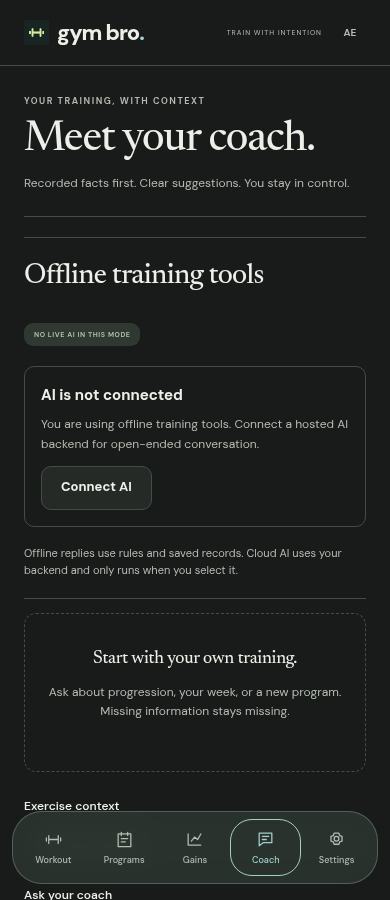 gym bro.
TRAIN WITH INTENTION
AE
YOUR TRAINING, WITH CONTEXT
Meet your coach.
Recorded facts first. Clear suggestions. You stay in control.
Offline training tools
NO LIVE AI IN THIS MODE
AI is not connected
You are using offline training tools. Connect a hosted AI
backend for open-ended conversation.
Connect AI
Offline replies use rules and saved records. Cloud AI uses your
backend and only runs when you select it.
Start with your own training.
Ask about progression, your week, or a new program.
Missing information stays missing.
Exercise context
Workout
Programs
Gains
Coach
Settings
Ask your coach